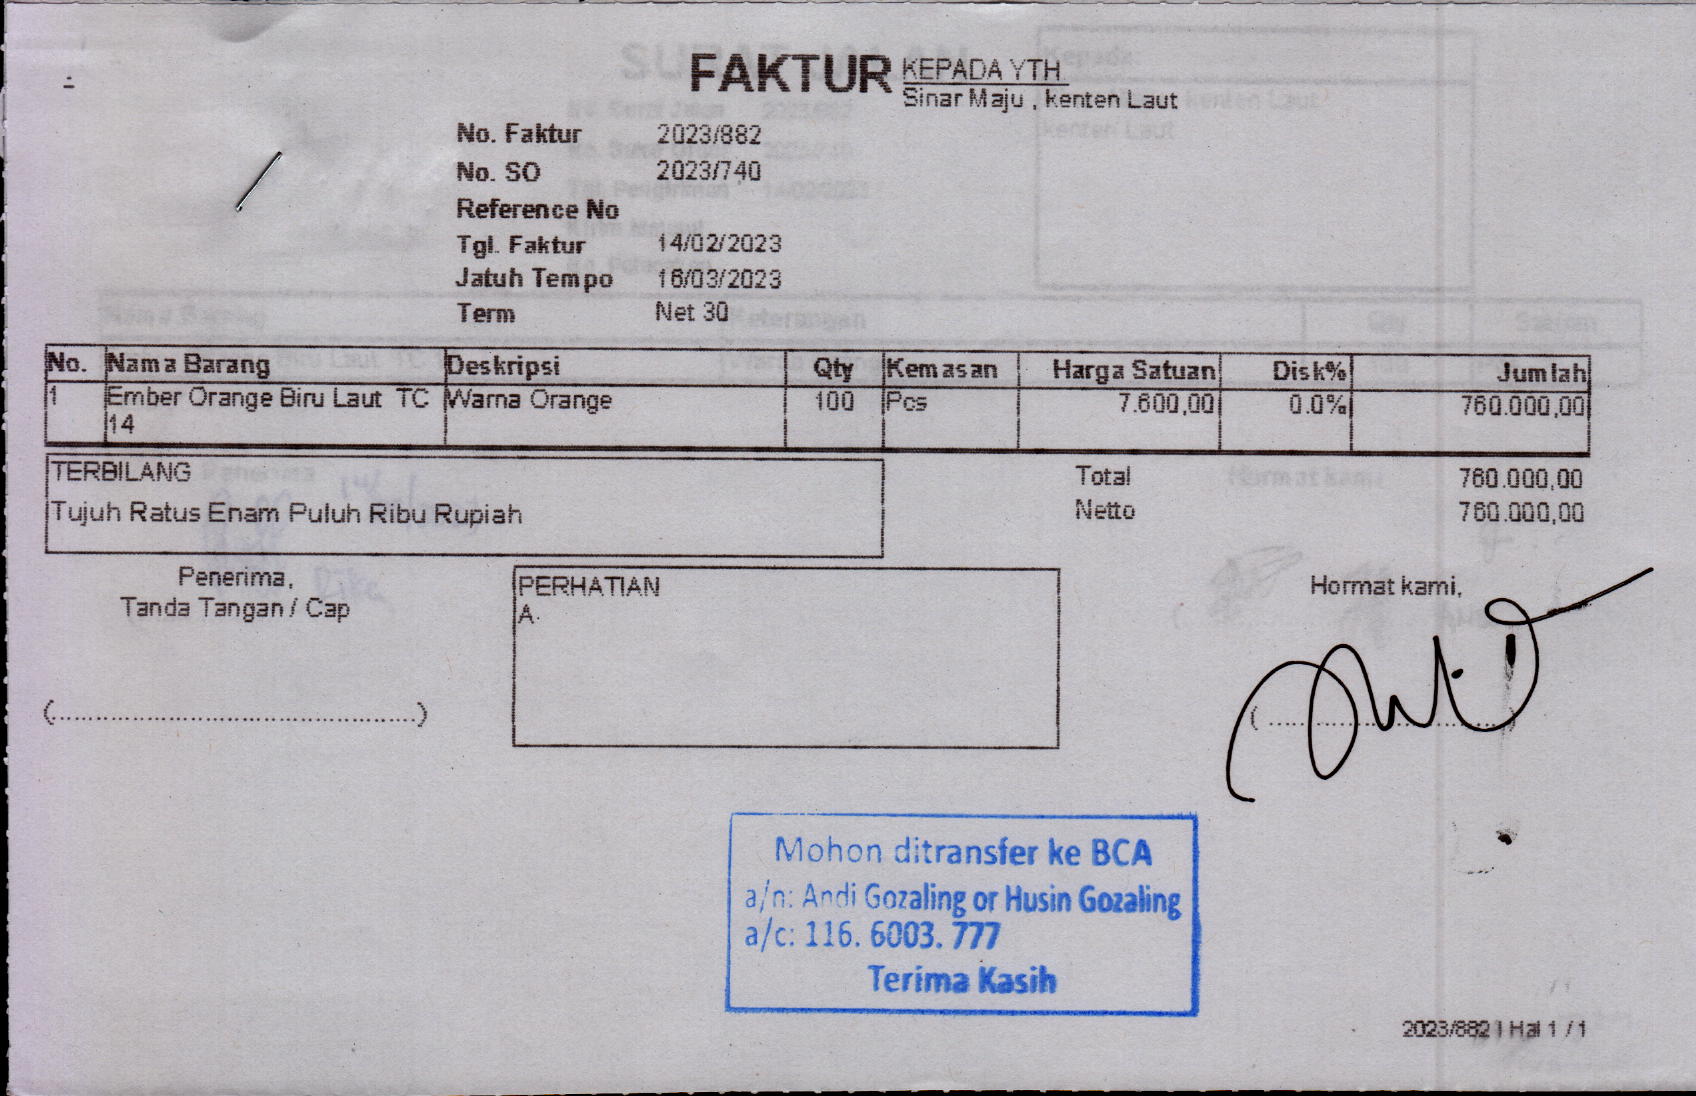 FAKTUR
KEPADA YTH.
Sinar Maju , kenten Laut
No. Faktur 2023/882
No. SO 2023/740
Reference No
Tgl. Faktur 14/02/2023
Jatuh Tempo 16/03/2023
Term Net 30
No. Nama Barang Deskripsi Qty Kemasan Harga Satuan Disk% Jumlah
1 Ember Orange Biru Laut TC Warna Orange 100 Pcs 7.600,00 0.0% 760.000,00
14
TERBILANG
Tujuh Ratus Enam Puluh Ribu Rupiah
Total 760.000,00
Netto 760.000,00
Penerima,
Tanda Tangan / Cap
(................................................)
PERHATIAN
A.
Hormat kami,
Mohon ditransfer ke BCA
a/n: Andi Gozaling or Husin Gozaling
a/c: 116. 6003. 777
Terima Kasih
2023/882 | Hal 1 / 1